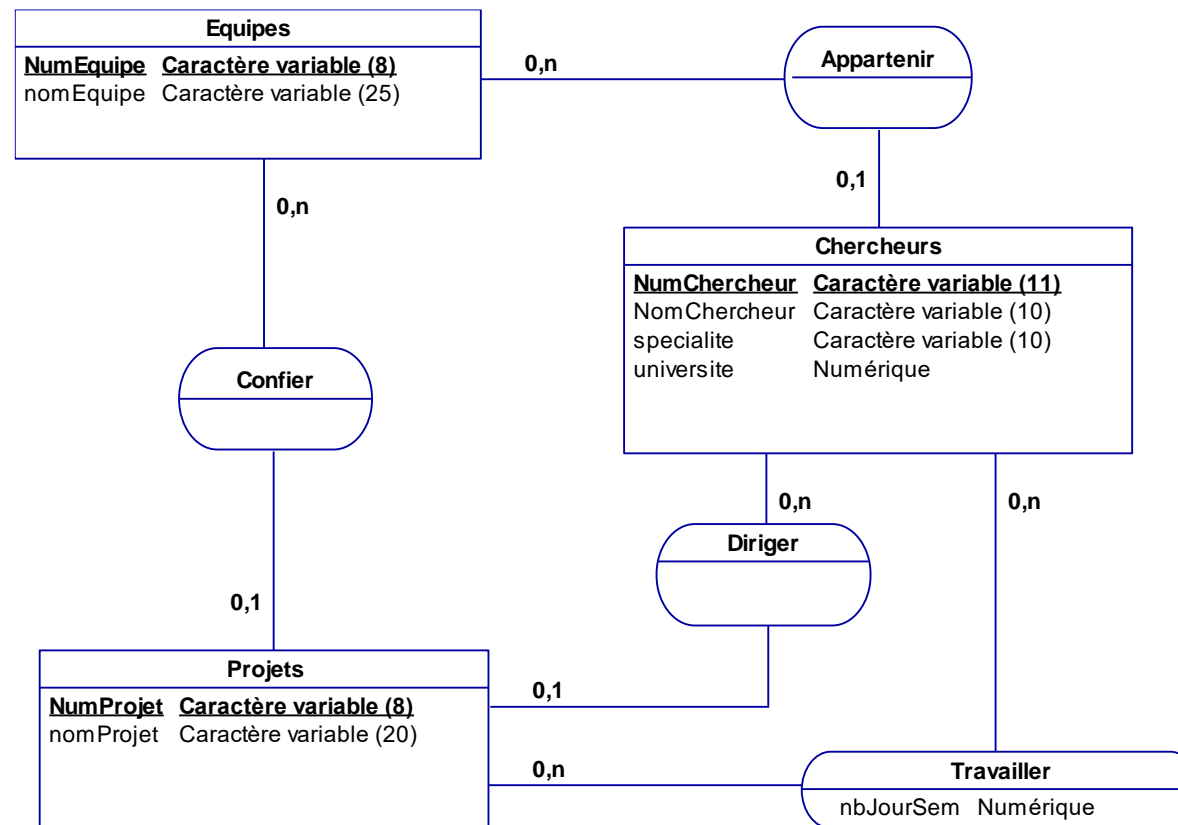 Equipes
NumEquipe Caractère variable (8)
nomEquipe Caractère variable (25)
0,n
Appartenir
0,n
0,1
Chercheurs
NumChercheur Caractère variable (11)
NomChercheur Caractère variable (10)
specialite Caractère variable (10)
universite Numérique
Confier
0,n
0,n
Diriger
0,1
Projets
NumProjet Caractère variable (8)
nomProjet Caractère variable (20)
0,1
0,n
Travailler
nbJourSem Numérique